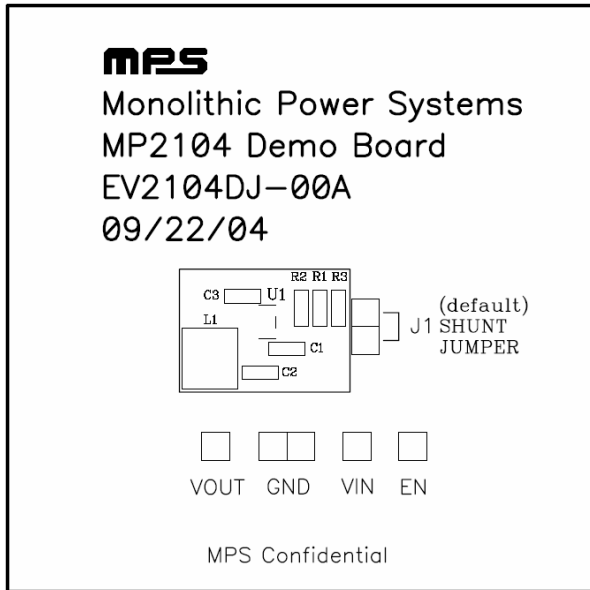 mps
Monolithic Power Systems
MP2104 Demo Board
EV2104DJ-00A
09/22/04
R2 R1 R3
C3 U1
L1
C1
C2
J1 (default)
SHUNT
JUMPER
VOUT GND VIN EN
MPS Confidential